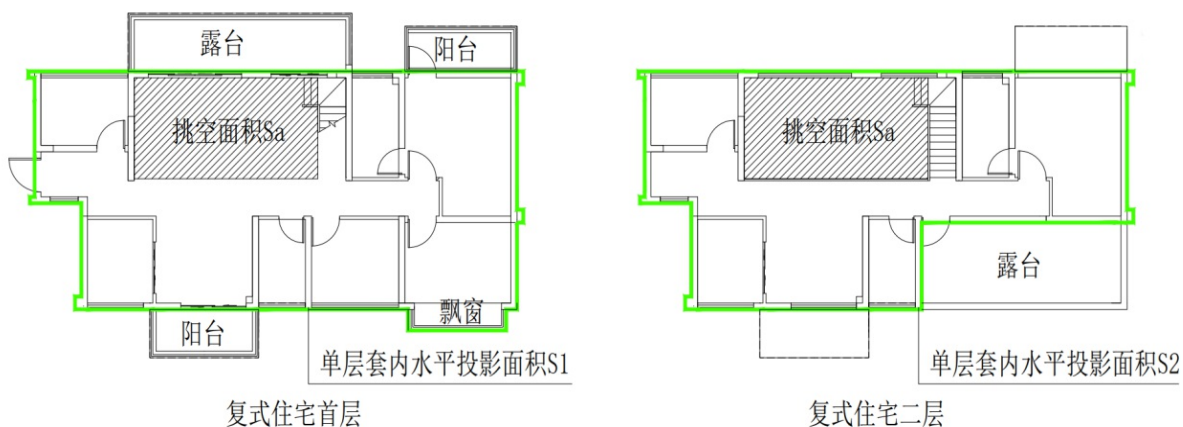 露台
阳台
挑空面积Sa
飘窗
阳台
单层套内水平投影面积S1
复式住宅首层
挑空面积Sa
露台
单层套内水平投影面积S2
复式住宅二层